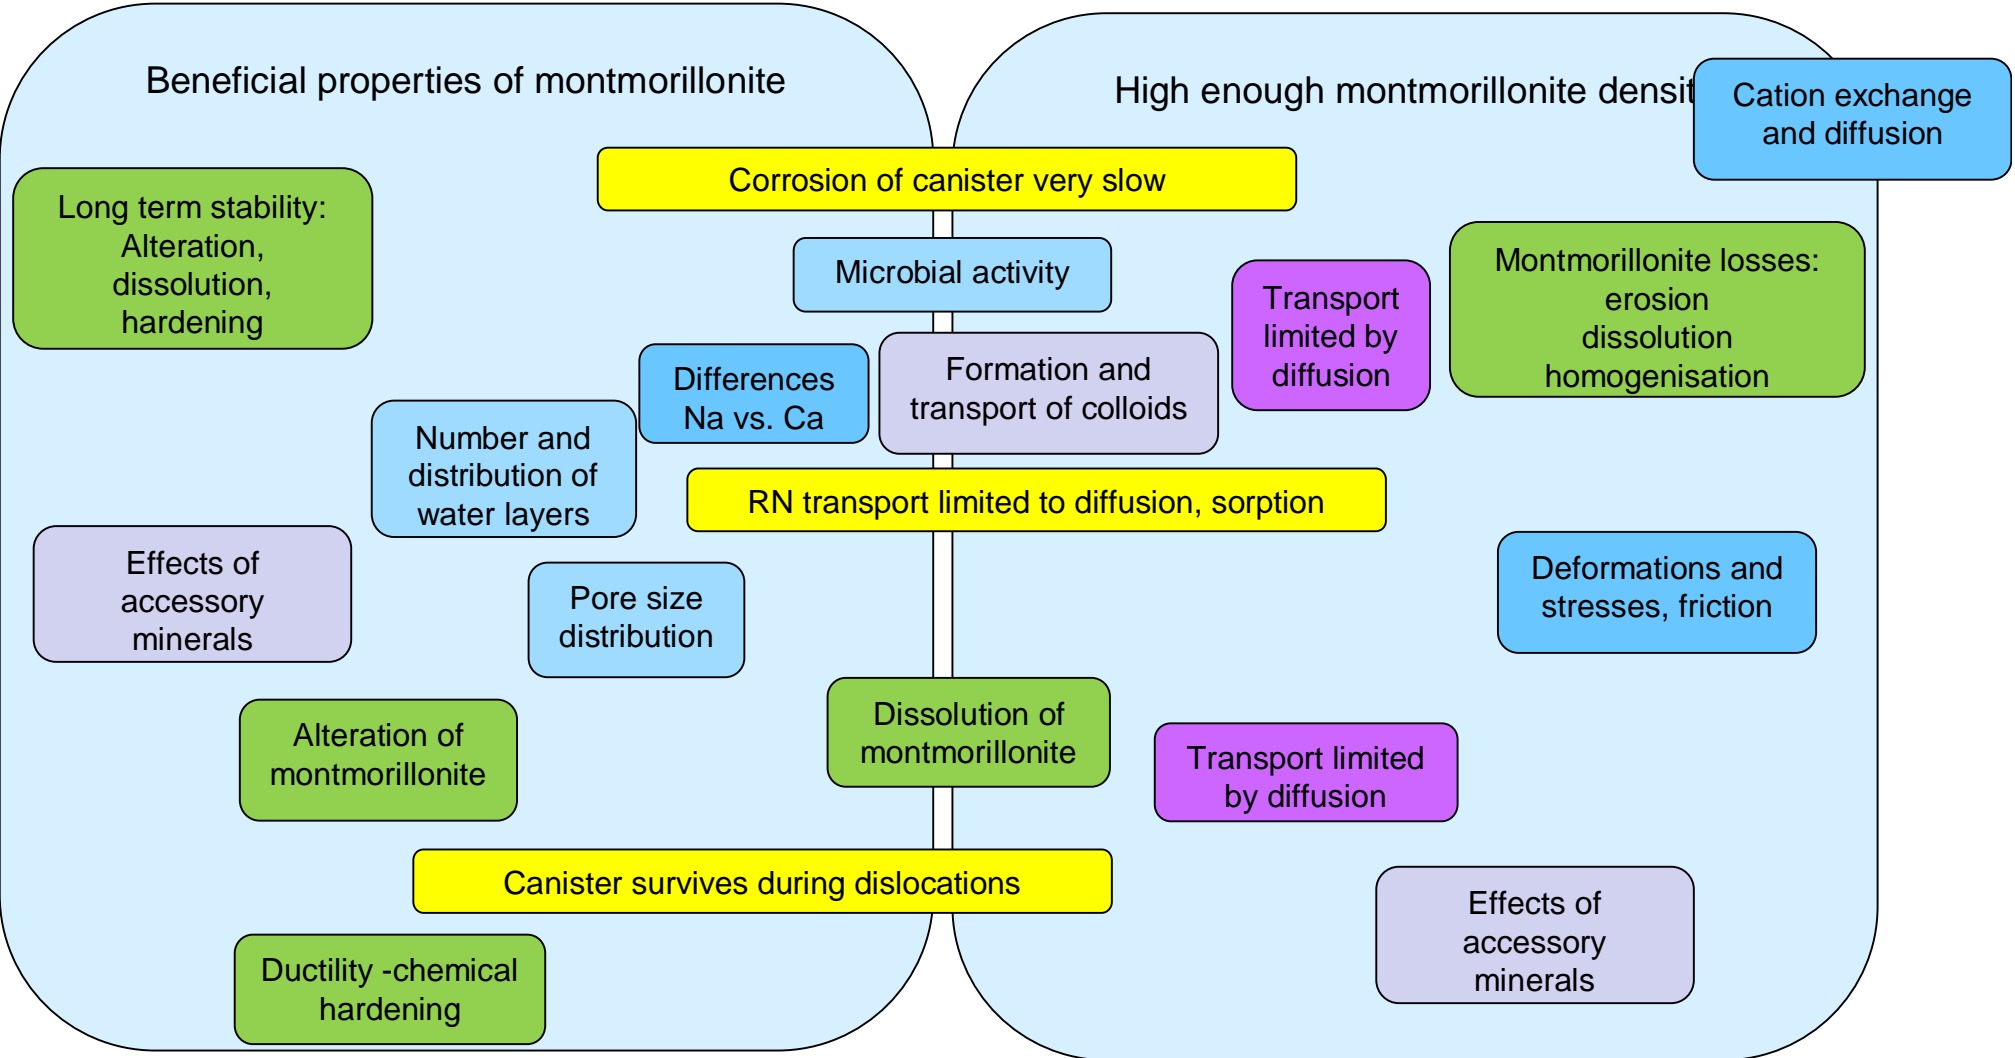 Beneficial properties of montmorillonite
High enough montmorillonite densit
Cation exchange
and diffusion
Corrosion of canister very slow
Long term stability:
Alteration,
dissolution,
hardening
Microbial activity
Transport
limited by
diffusion
Montmorillonite losses:
erosion
dissolution
homogenisation
Differences
Na vs. Ca
Formation and
transport of colloids
Number and
distribution of
water layers
RN transport limited to diffusion, sorption
Effects of
accessory
minerals
Pore size
distribution
Deformations and
stresses, friction
Alteration of
montmorillonite
Dissolution of
montmorillonite
Transport limited
by diffusion
Canister survives during dislocations
Effects of
accessory
minerals
Ductility -chemical
hardening